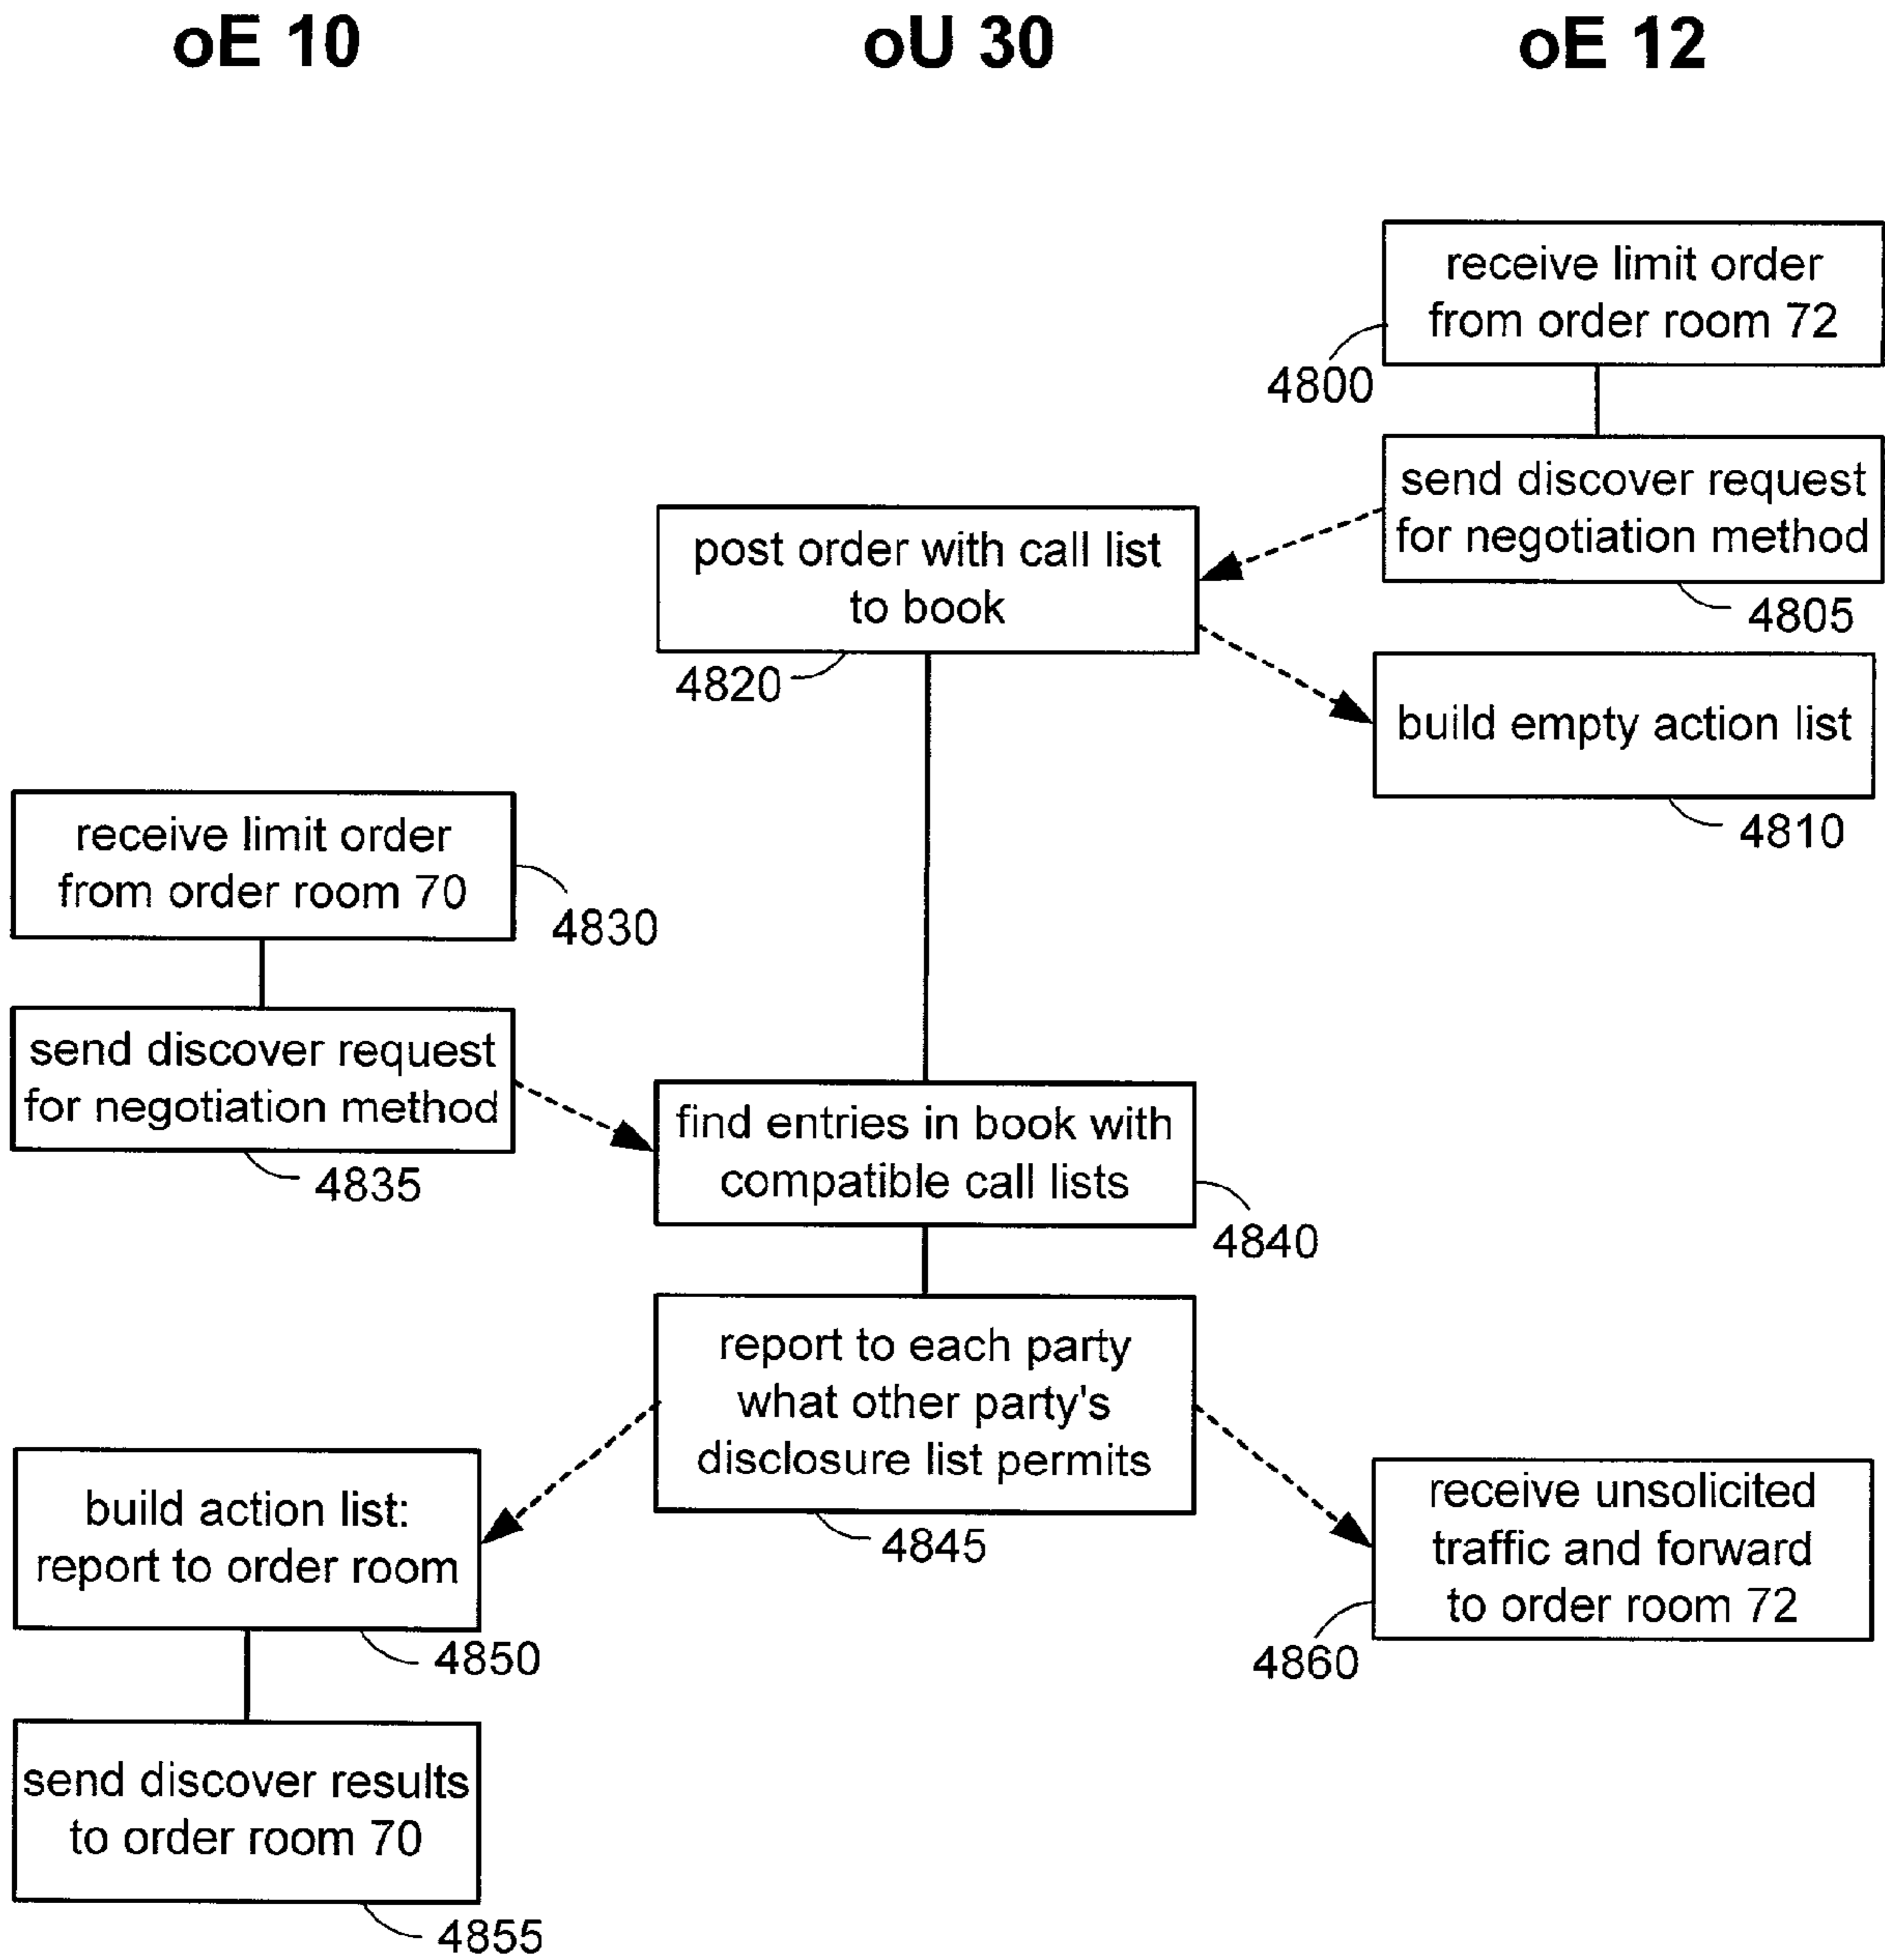 oE 10
oU 30
oE 12
receive limit order
from order room 72
4800
send discover request
for negotiation method
4805
post order with call list
to book
4820
build empty action list
4810
receive limit order
from order room 70
4830
send discover request
for negotiation method
4835
find entries in book with
compatible call lists
4840
report to each party
what other party's
disclosure list permits
4845
build action list:
report to order room
4850
receive unsolicited
traffic and forward
to order room 72
4860
send discover results
to order room 70
4855